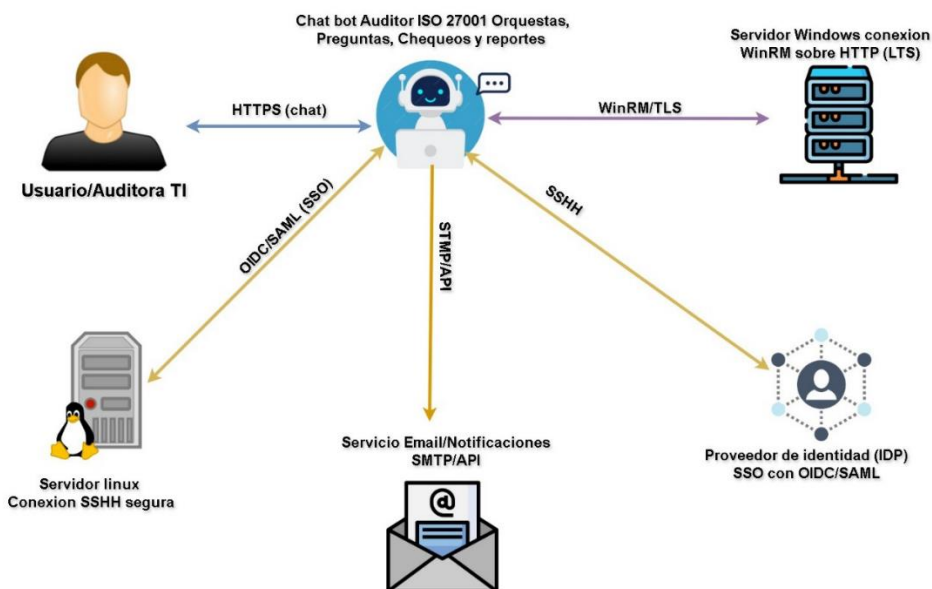 Chat bot Auditor ISO 27001 Orquestas,
Preguntas, Chequeos y reportes
Servidor Windows conexion
WinRM sobre HTTP (LTS)
HTTPS (chat)
WinRM/TLS
Usuario/Auditora TI
OIDC/SAML (SSO)
STMP/API
SSHH
Servidor linux
Conexion SSHH segura
Servicio Email/Notificaciones
SMTP/API
@
Proveedor de identidad (IDP)
SSO con OIDC/SAML